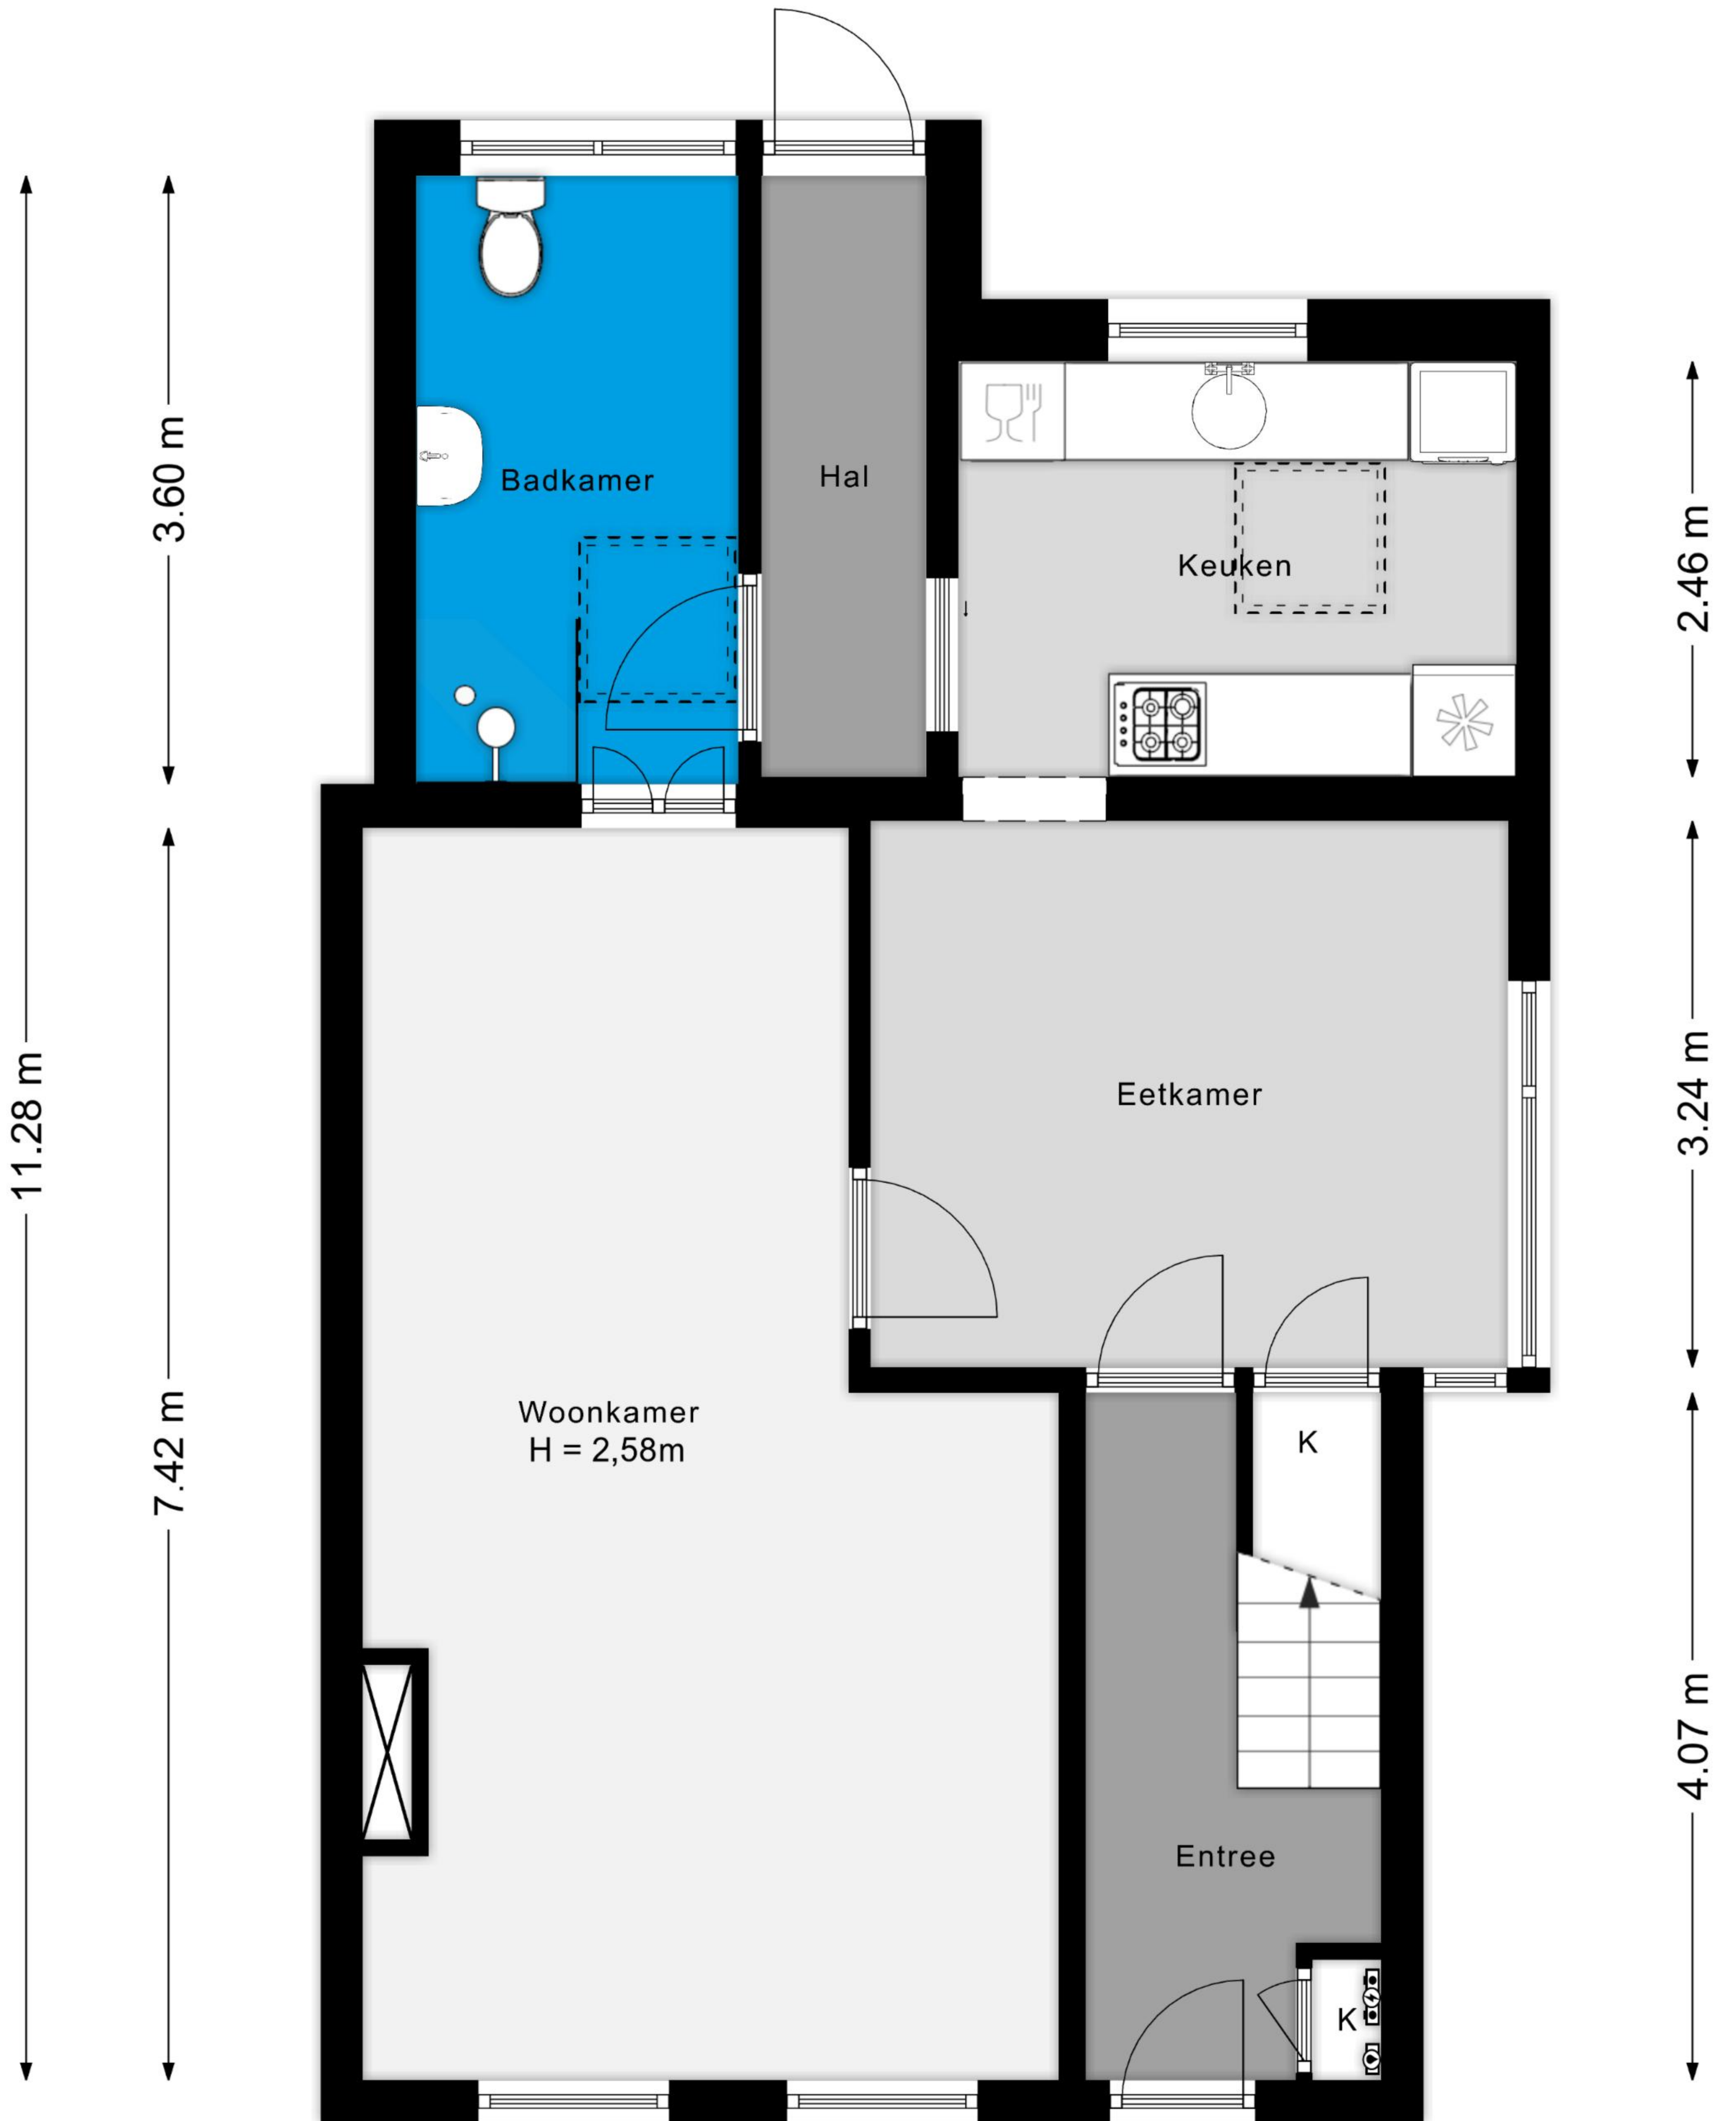 Badkamer
Hal
Keuken
3.60 m
2.46 m
11.28 m
Eetkamer
3.24 m
Woonkamer
H = 2,58m
7.42 m
K
4.07 m
Entree
K